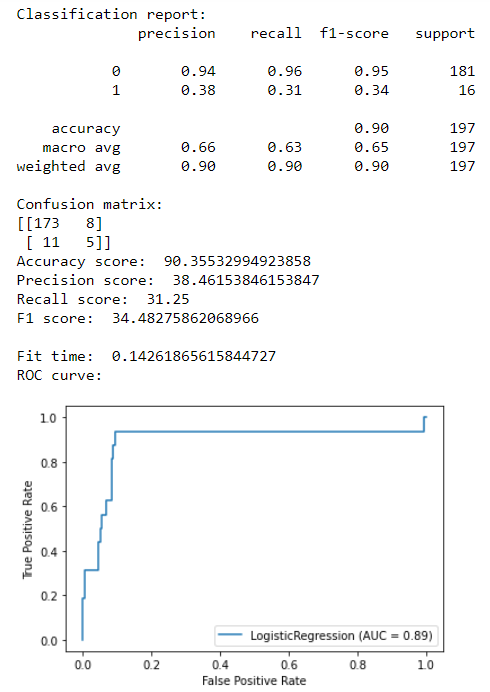 Classification report:
precision recall f1-score support
0 0.94 0.96 0.95 181
1 0.38 0.31 0.34 16
accuracy 0.90 197
macro avg 0.66 0.63 0.65 197
weighted avg 0.90 0.90 0.90 197
Confusion matrix:
[[173 8]
[ 11 5]]
Accuracy score: 90.35532994923858
Precision score: 38.46153846153847
Recall score: 31.25
F1 score: 34.48275862068966
Fit time: 0.14261865615844727
ROC curve:
1.0
0.8
0.6
0.4
0.2
0.0
True Positive Rate
LogisticRegression (AUC = 0.89)
0.0 0.2 0.4 0.6 0.8 1.0
False Positive Rate